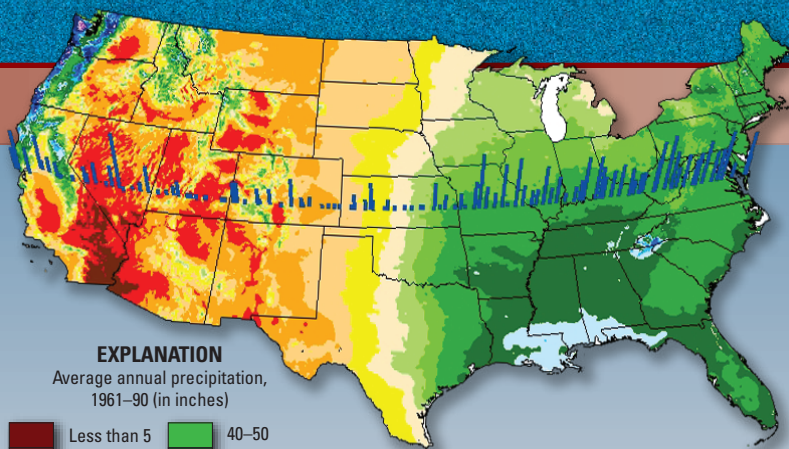 EXPLANATION
Average annual precipitation,
1961–90 (in inches)
Less than 5
40–50